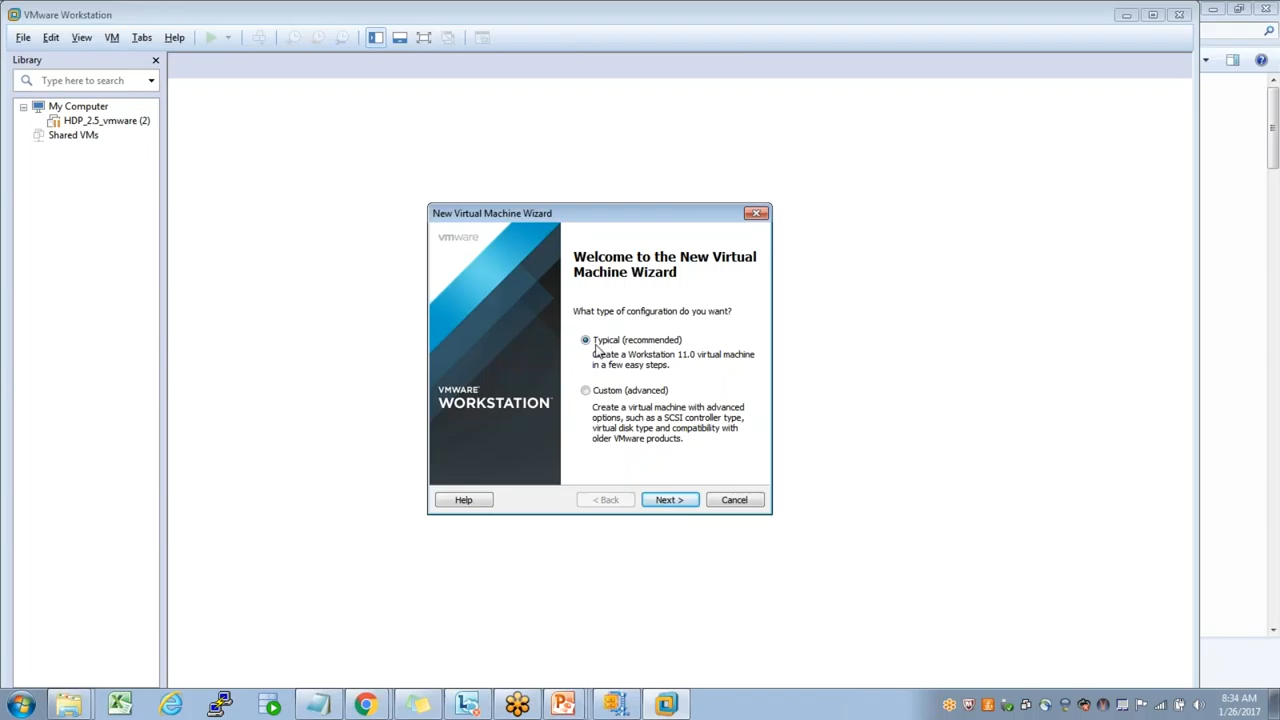 VMware Workstation
File Edit View VM Tabs Help
Library
Type here to search
My Computer
HDP_2.5_vmware (2)
Shared VMs
New Virtual Machine Wizard
vmware
Welcome to the New Virtual
Machine Wizard
What type of configuration do you want?
Typical (recommended)
Create a Workstation 11.0 virtual machine
in a few easy steps.
Custom (advanced)
Create a virtual machine with advanced
options, such as a SCSI controller type,
virtual disk type and compatibility with
older VMware products.
VMWARE
WORKSTATION
Help
< Back
Next >
Cancel
8:34 AM
1/26/2017